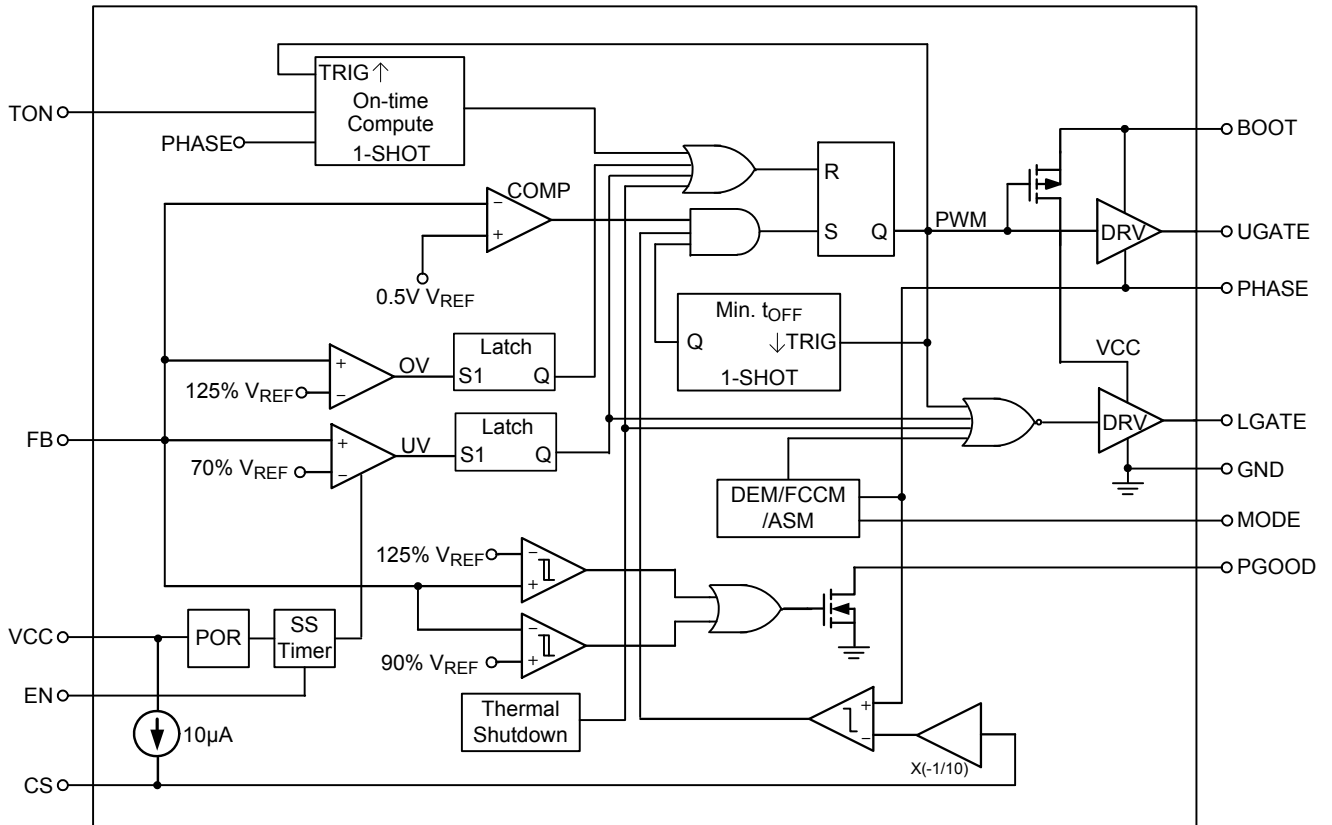 TRIG↑
On-time
Compute
1-SHOT
TON
PHASE
COMP
0.5V VREF
R
S
Q
PWM
BOOT
DRV
UGATE
PHASE
Min. tOFF
Q
↓TRIG
1-SHOT
VCC
125% VREF
OV
Latch
S1
Q
FB
70% VREF
UV
Latch
S1
Q
DRV
LGATE
GND
DEM/FCCM
/ASM
MODE
125% VREF
PGOOD
VCC
POR
SS
Timer
90% VREF
EN
10µA
Thermal
Shutdown
X(-1/10)
CS
+
−
+
−
+
−
−
+
−
+
+
−